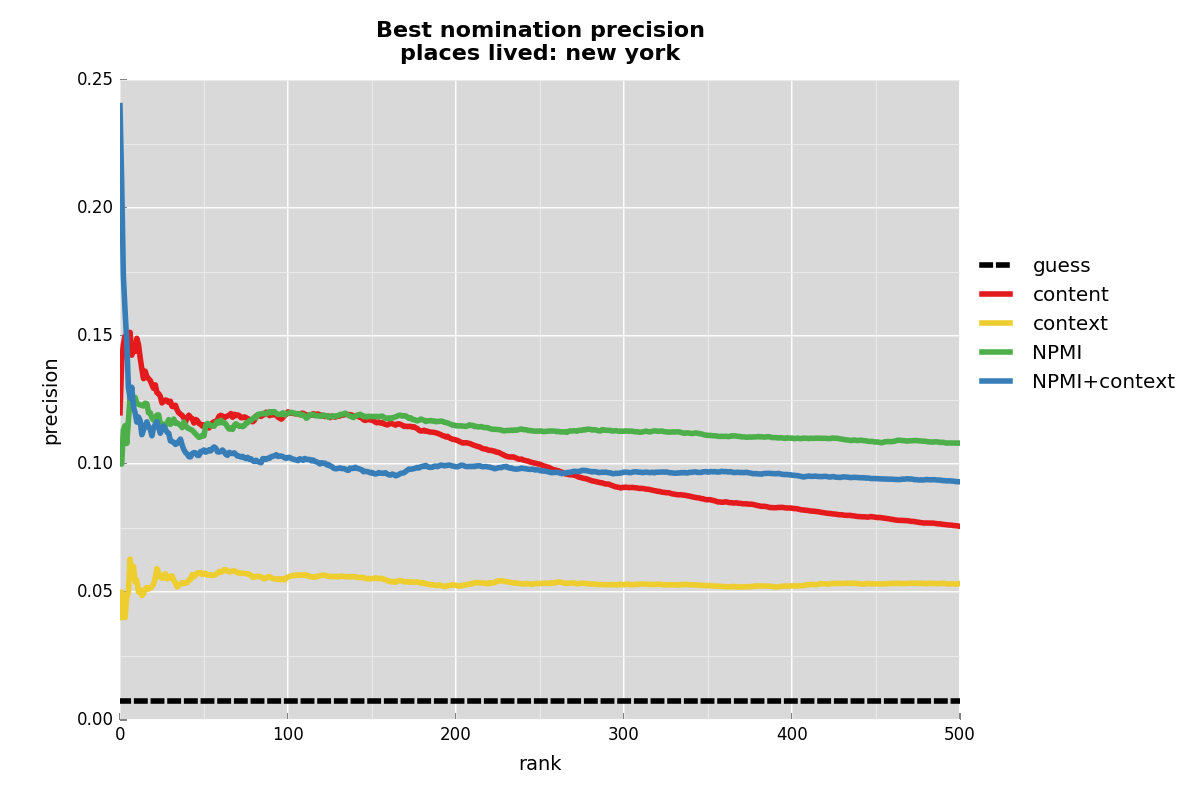 Best nomination precision
places lived: new york
0.25
0.20
0.15
0.10
0.05
0.00
precision
0 100 200 300 400 500
rank
guess
content
context
NPMI
NPMI+context